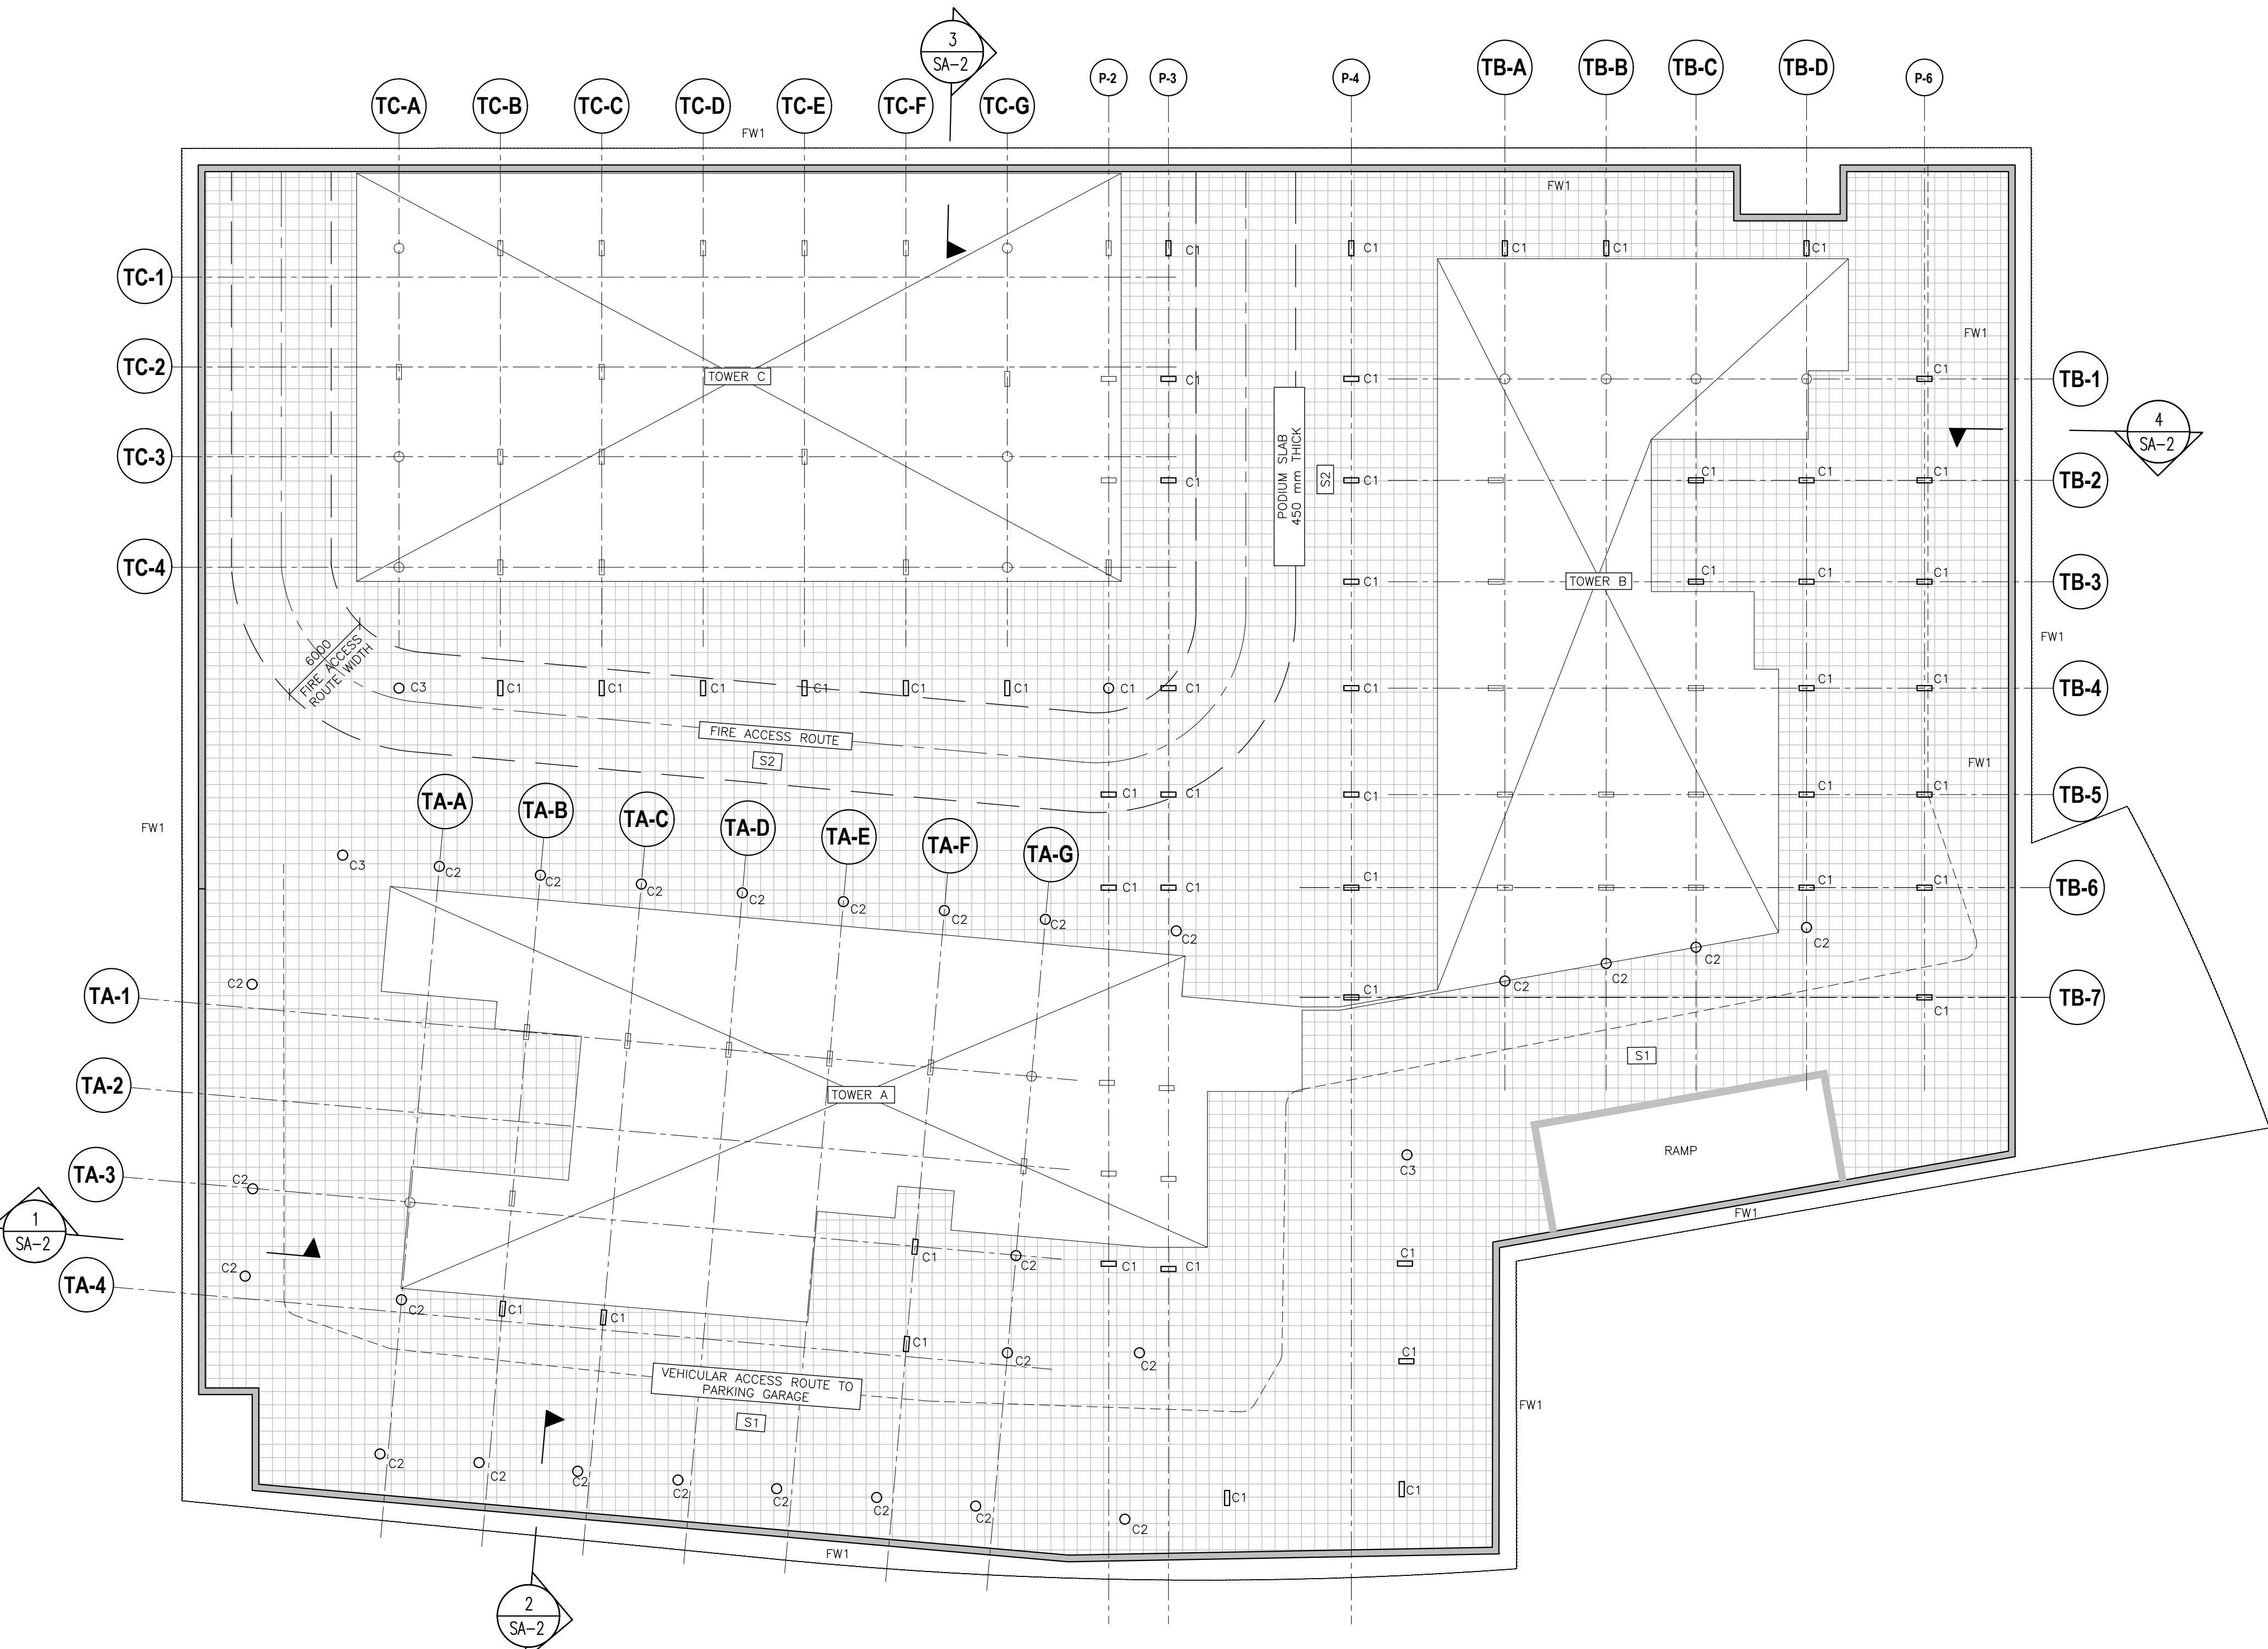 3
SA-2
TC-A
TC-B
TC-C
TC-D
TC-E
TC-F
TC-G
P-2
P-3
P-4
TB-A
TB-B
TB-C
TB-D
P-6
FW1
FW1
C1
C1
C1
C1
C1
TC-1
FW1
TC-2
TOWER C
C1
C1
C1
TB-1
4
SA-2
TC-3
PODIUM SLAB
450 mm THICK
S2
C1
C1
C1
C1
C1
TB-2
TC-4
C1
TOWER B
C1
C1
C1
TB-3
6000
FIRE ACCESS
ROUTE WIDTH
FW1
C3
C1
C1
C1
C1
C1
C1
C1
C1
C1
C1
C1
TB-4
FIRE ACCESS ROUTE
S2
FW1
TA-A
TA-B
TA-C
TA-D
TA-E
TA-F
TA-G
C1
C1
C1
C1
C1
TB-5
FW1
C3
C2
C2
C2
C2
C2
C2
C2
C1
C1
C1
C1
C1
TB-6
C2
C2
C2
C2
C2
C2
TA-1
C1
C1
TB-7
S1
TA-2
TOWER A
RAMP
C3
TA-3
C2
FW1
1
SA-2
C1
C2
C1
C1
C1
C2
TA-4
C2
C1
C1
C1
C2
C2
C1
VEHICULAR ACCESS ROUTE TO
PARKING GARAGE
S1
FW1
C2
C2
C2
C2
C2
C2
C2
C2
C1
C1
FW1
2
SA-2